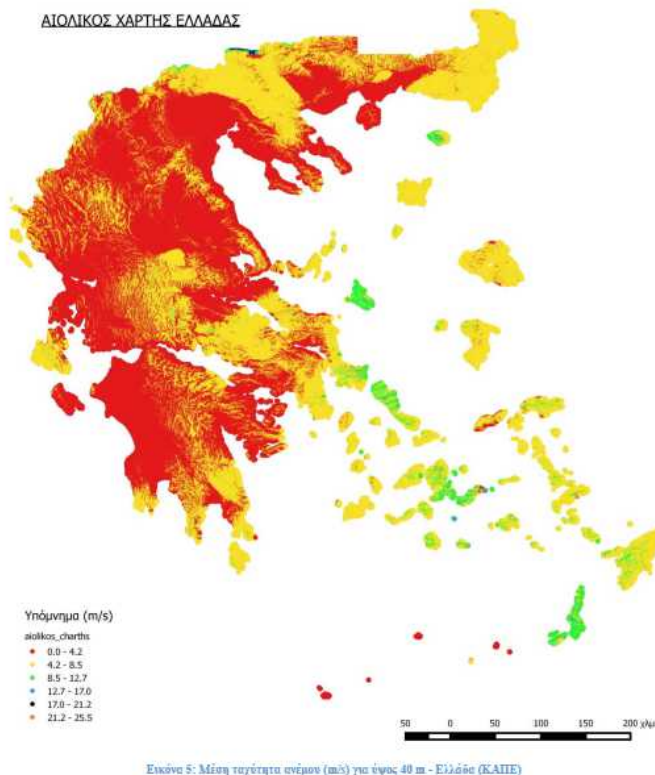 ΑΙΟΛΙΚΟΣ ΧΑΡΤΗΣ ΕΛΛΑΔΑΣ
Υπόμνημα (m/s)
aiolikos_charths
0.0 - 4.2
4.2 - 8.5
8.5 - 12.7
12.7 - 17.0
17.0 - 21.2
21.2 - 25.5
50 0 50 100 150 200 χλμ
Εικόνα 5: Μέση ταχύτητα ανέμου (m/s) για ύψος 40 m - Ελλάδα (ΚΑΠΕ)